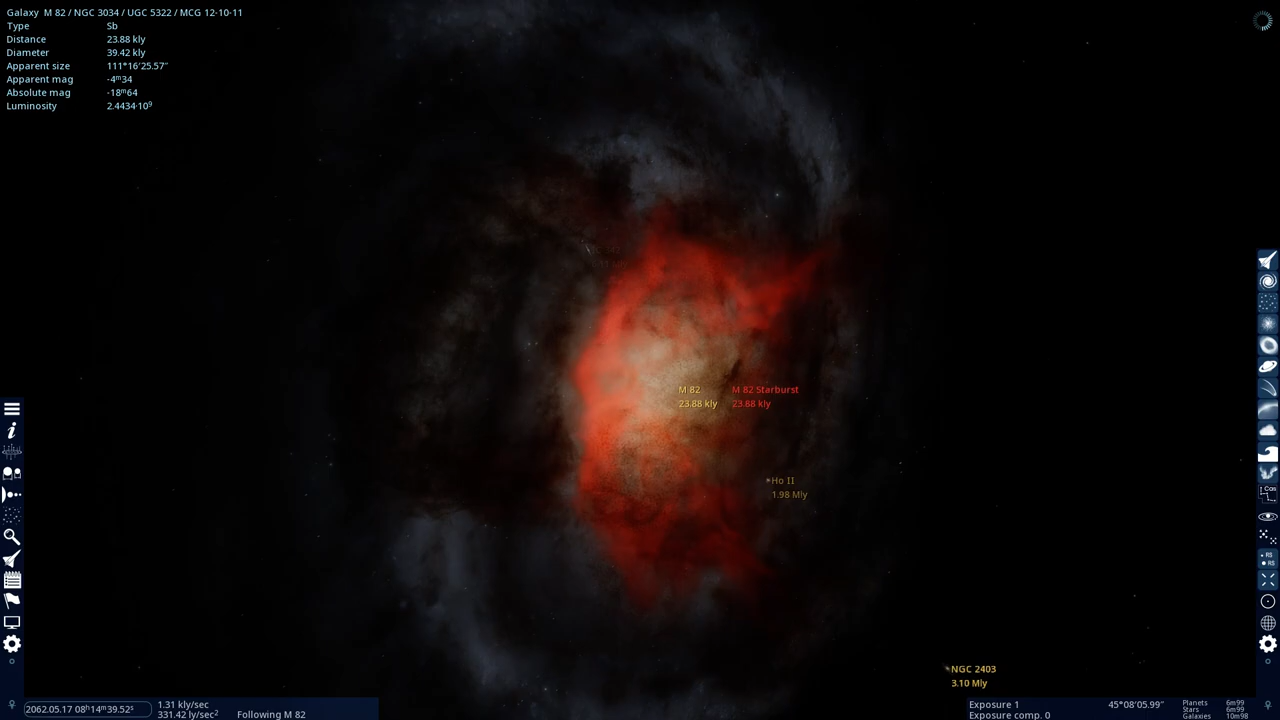 Galaxy M 82 / NGC 3034 / UGC 5322 / MCG 12-10-11
Type Sb
Distance 23.88 kly
Diameter 39.42 kly
Apparent size 111°16'25.57"
Apparent mag -4ᵐ34
Absolute mag -18ᵐ64
Luminosity 2.4434·10⁹
M 82
23.88 kly
M 82 Starburst
23.88 kly
Ho II
1.98 Mly
Cas
RS
RS
NGC 2403
3.10 Mly
2062.05.17 08ʰ14ᵐ39.52ˢ
1.31 kly/sec
331.42 ly/sec²
Following M 82
Exposure 1
Exposure comp. 0
45°08'05.99"
Planets 6m99
Stars 6m99
Galaxies 10m98